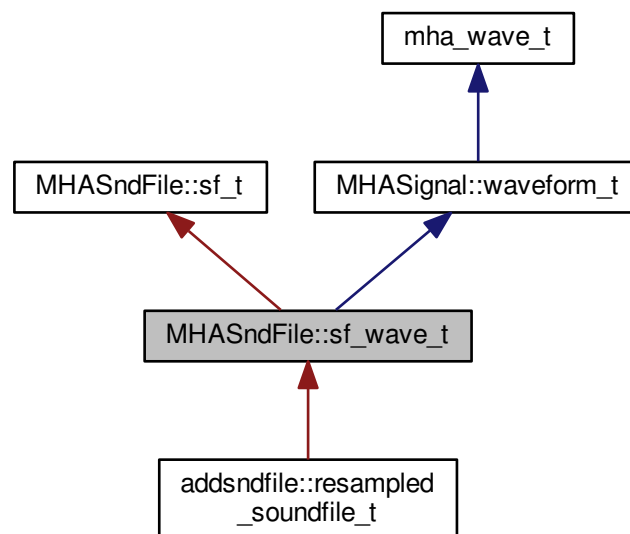 mha_wave_t
MHASndFile::sf_t
MHASignal::waveform_t
MHASndFile::sf_wave_t
addsndfile::resampled
_soundfile_t